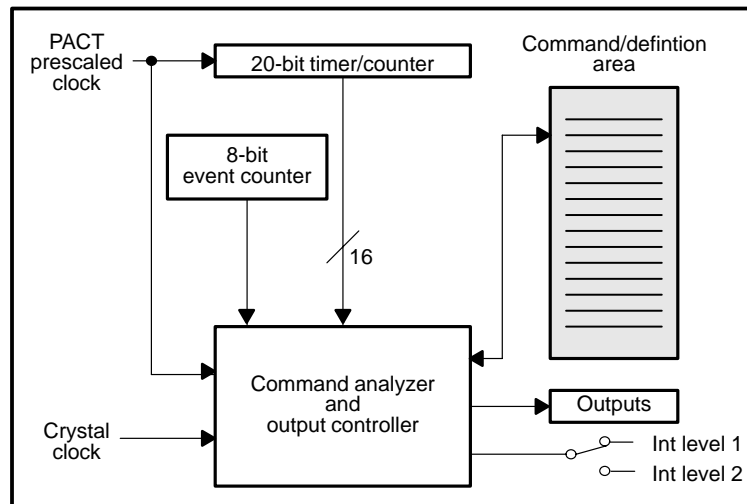 PACT
prescaled
clock
20-bit timer/counter
Command/defintion
area
8-bit
event counter
16
Command analyzer
and
output controller
Outputs
Crystal
clock
Int level 1
Int level 2